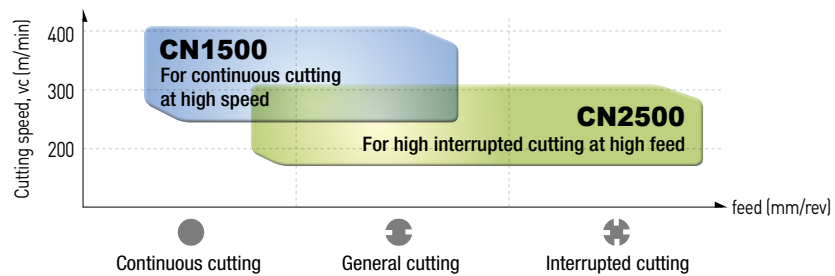 Cutting speed, vc (m/min)
400
300
200
CN1500
For continuous cutting
at high speed
CN2500
For high interrupted cutting at high feed
feed (mm/rev)
Continuous cutting
General cutting
Interrupted cutting